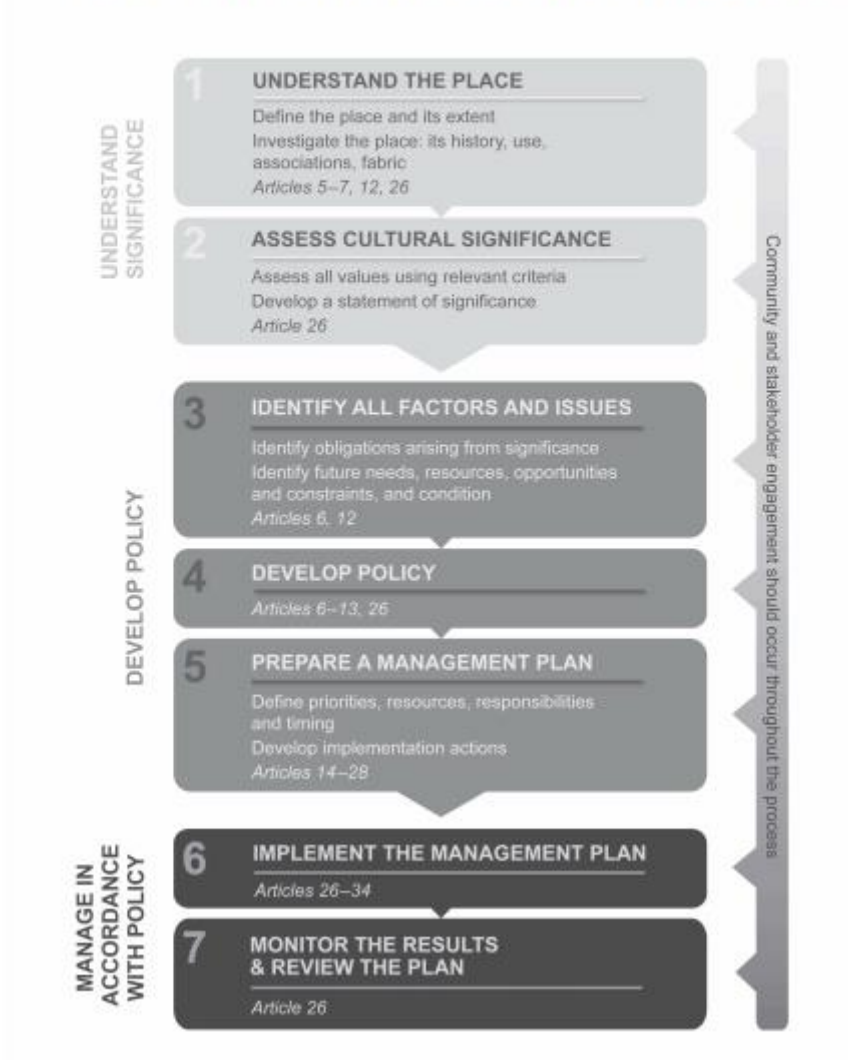 UNDERSTAND
SIGNIFICANCE
1
UNDERSTAND THE PLACE
Define the place and its extent
Investigate the place: its history, use,
associations, fabric
Articles 5–7, 12, 26
2
ASSESS CULTURAL SIGNIFICANCE
Assess all values using relevant criteria
Develop a statement of significance
Article 26
DEVELOP POLICY
3
IDENTIFY ALL FACTORS AND ISSUES
Identify obligations arising from significance
Identify future needs, resources, opportunities
and constraints, and condition
Articles 6, 12
4
DEVELOP POLICY
Articles 6–13, 26
5
PREPARE A MANAGEMENT PLAN
Define priorities, resources, responsibilities
and timing
Develop implementation actions
Articles 14–28
MANAGE IN
ACCORDANCE
WITH POLICY
6
IMPLEMENT THE MANAGEMENT PLAN
Articles 26–34
7
MONITOR THE RESULTS
& REVIEW THE PLAN
Article 26
Community and stakeholder engagement should occur throughout the process